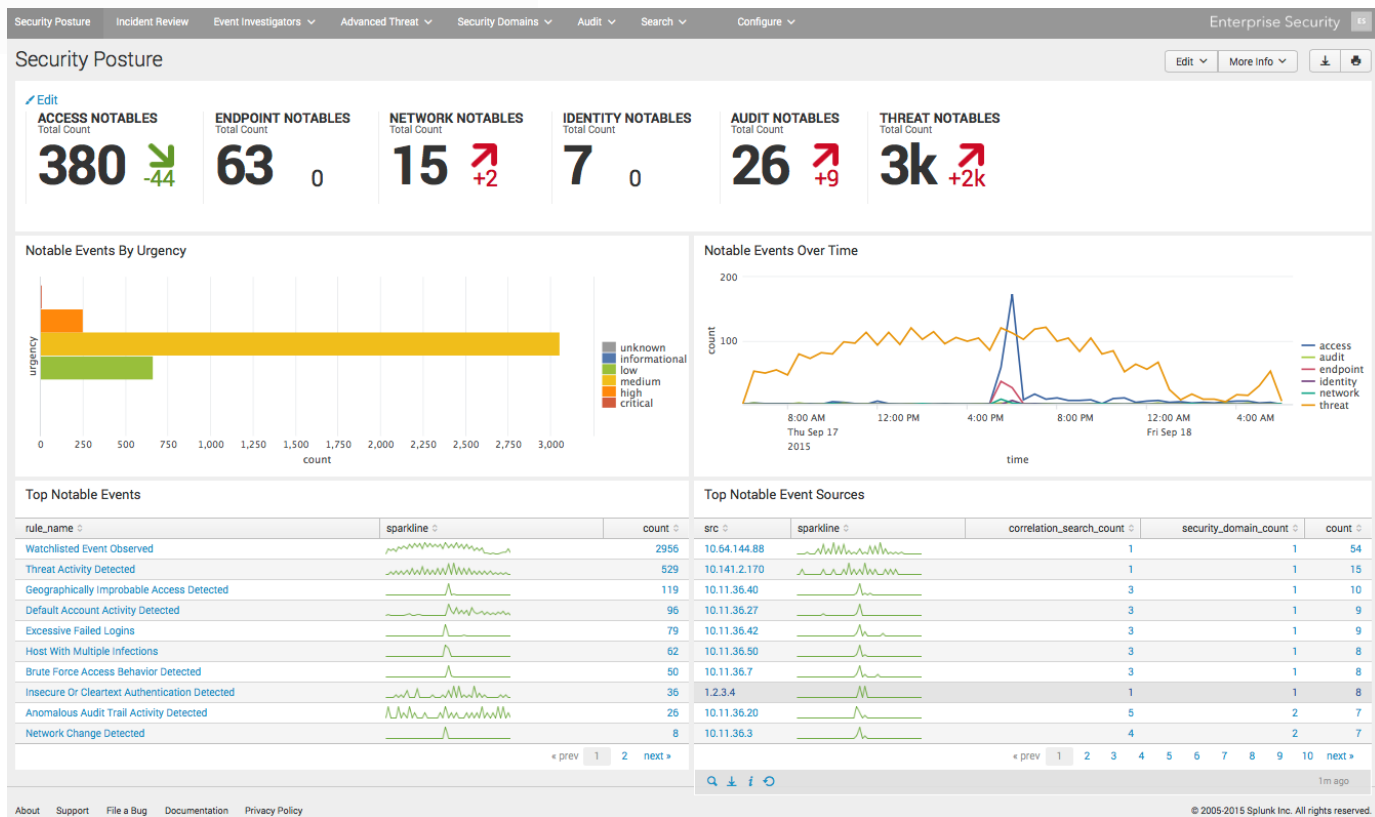 Security Posture Incident Review Event Investigators Advanced Threat Security Domains Audit Search Configure Enterprise Security ES
Security Posture
Edit More Info
Edit
ACCESS NOTABLES
Total Count
380 -44
ENDPOINT NOTABLES
Total Count
63 0
NETWORK NOTABLES
Total Count
15 +2
IDENTITY NOTABLES
Total Count
7 0
AUDIT NOTABLES
Total Count
26 +9
THREAT NOTABLES
Total Count
3k +2k
Notable Events By Urgency
urgency
unknown
informational
low
medium
high
critical
0 250 500 750 1,000 1,250 1,500 1,750 2,000 2,250 2,500 2,750 3,000
count
Notable Events Over Time
200
100
count
access
audit
endpoint
identity
network
threat
8:00 AM 12:00 PM 4:00 PM 8:00 PM 12:00 AM 4:00 AM
Thu Sep 17 Fri Sep 18
2015
time
Top Notable Events
rule_name sparkline count
Watchlisted Event Observed 2956
Threat Activity Detected 529
Geographically Improbable Access Detected 119
Default Account Activity Detected 96
Excessive Failed Logins 79
Host With Multiple Infections 62
Brute Force Access Behavior Detected 50
Insecure Or Cleartext Authentication Detected 36
Anomalous Audit Trail Activity Detected 26
Network Change Detected 8
« prev 1 2 next »
Top Notable Event Sources
src sparkline correlation_search_count security_domain_count count
10.64.144.88 1 1 54
10.141.2.170 1 1 15
10.11.36.40 3 1 10
10.11.36.27 3 1 9
10.11.36.42 3 1 9
10.11.36.50 3 1 8
10.11.36.7 3 1 8
1.2.3.4 1 1 8
10.11.36.20 5 2 7
10.11.36.3 4 2 7
« prev 1 2 3 4 5 6 7 8 9 10 next »
1m ago
About Support File a Bug Documentation Privacy Policy © 2005-2015 Splunk Inc. All rights reserved.